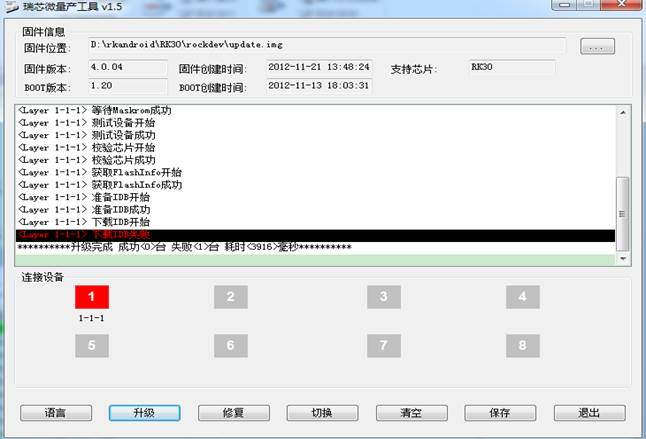 瑞芯微量产工具 v1.5
固件信息
固件位置: D:\rkandroid\RK30\rockdev\update.img ...
固件版本: 4.0.04 固件创建时间: 2012-11-21 13:48:24 支持芯片: RK30
BOOT版本: 1.20 BOOT创建时间: 2012-11-13 18:03:31
<Layer 1-1-1> 等待Maskrom成功
<Layer 1-1-1> 测试设备开始
<Layer 1-1-1> 测试设备成功
<Layer 1-1-1> 校验芯片开始
<Layer 1-1-1> 校验芯片成功
<Layer 1-1-1> 获取FlashInfo开始
<Layer 1-1-1> 获取FlashInfo成功
<Layer 1-1-1> 准备IDB开始
<Layer 1-1-1> 准备IDB成功
<Layer 1-1-1> 下载IDB开始
<Layer 1-1-1> 下载IDB失败
**********升级完成 成功<0>台 失败<1>台 耗时<3916>毫秒**********
连接设备
1 2 3 4
1-1-1
5 6 7 8
语言 升级 修复 切换 清空 保存 退出